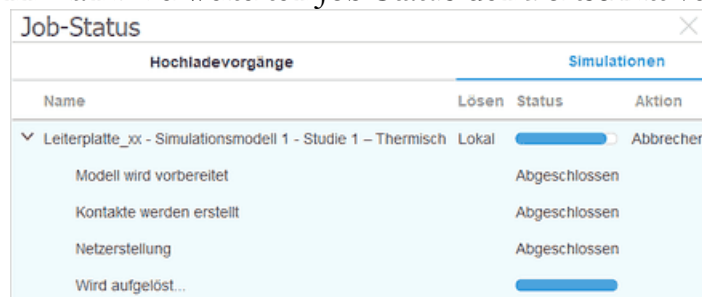 Job-Status
Hochladevorgänge Simulationen
Name Lösen Status Aktion
Leiterplatte_xx - Simulationsmodell 1 - Studie 1 – Thermisch Lokal Abbrechen
Modell wird vorbereitet Abgeschlossen
Kontakte werden erstellt Abgeschlossen
Netzerstellung Abgeschlossen
Wird aufgelöst...